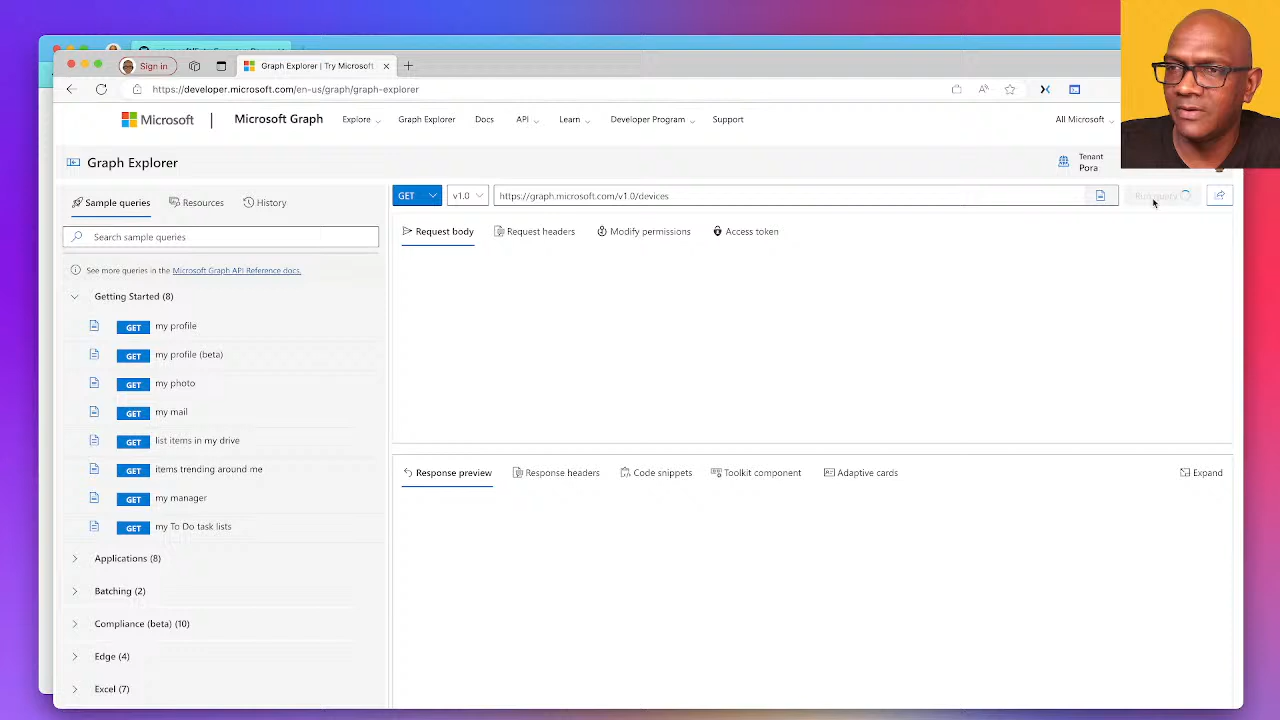 Sign in
Graph Explorer | Try Microsoft
https://developer.microsoft.com/en-us/graph/graph-explorer
Microsoft
Microsoft Graph
Explore
Graph Explorer
Docs
API
Learn
Developer Program
Support
All Microsoft
Graph Explorer
Tenant
Pora
Sample queries
Resources
History
GET
v1.0
https://graph.microsoft.com/v1.0/devices
Run query
Search sample queries
Request body
Request headers
Modify permissions
Access token
See more queries in the Microsoft Graph API Reference docs.
Getting Started (8)
GET my profile
GET my profile (beta)
GET my photo
GET my mail
GET list items in my drive
GET items trending around me
GET my manager
GET my To Do task lists
Applications (8)
Batching (2)
Compliance (beta) (10)
Edge (4)
Excel (7)
Response preview
Response headers
Code snippets
Toolkit component
Adaptive cards
Expand